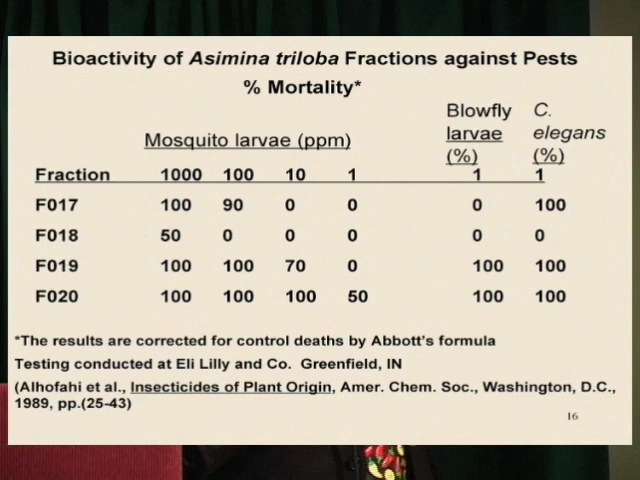 Bioactivity of Asimina triloba Fractions against Pests
% Mortality*
Mosquito larvae (ppm) Blowfly larvae (%) C. elegans (%)
Fraction 1000 100 10 1 1 1
F017 100 90 0 0 0 100
F018 50 0 0 0 0 0
F019 100 100 70 0 100 100
F020 100 100 100 50 100 100
*The results are corrected for control deaths by Abbott's formula
Testing conducted at Eli Lilly and Co. Greenfield, IN
(Alhofahi et al., Insecticides of Plant Origin, Amer. Chem. Soc., Washington, D.C.,
1989, pp.(25-43)
16